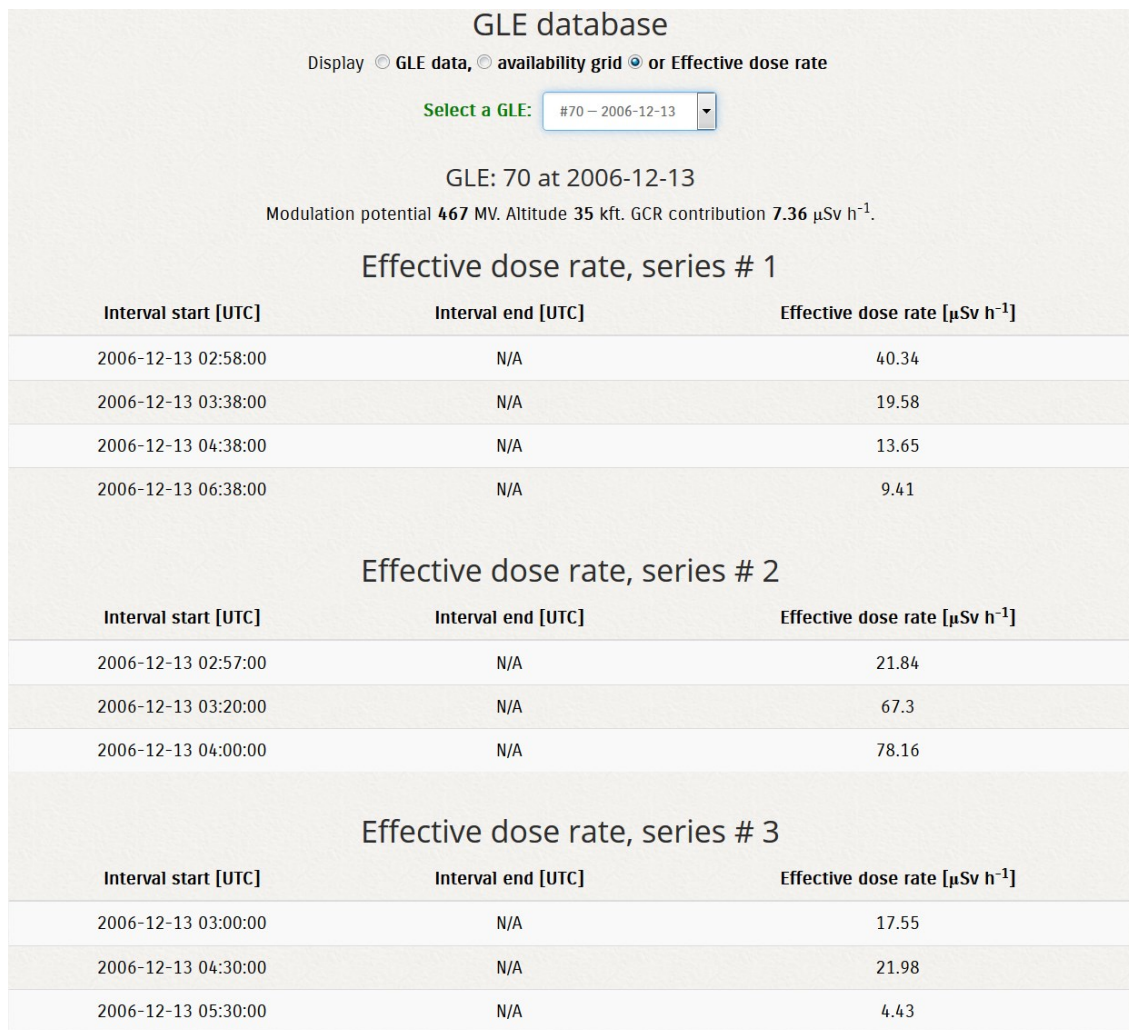 GLE database
Display GLE data, availability grid or Effective dose rate
Select a GLE: #70 – 2006-12-13
GLE: 70 at 2006-12-13
Modulation potential 467 MV. Altitude 35 kft. GCR contribution 7.36 μSv h⁻¹.
Effective dose rate, series # 1
Interval start [UTC] Interval end [UTC] Effective dose rate [μSv h⁻¹]
2006-12-13 02:58:00 N/A 40.34
2006-12-13 03:38:00 N/A 19.58
2006-12-13 04:38:00 N/A 13.65
2006-12-13 06:38:00 N/A 9.41
Effective dose rate, series # 2
Interval start [UTC] Interval end [UTC] Effective dose rate [μSv h⁻¹]
2006-12-13 02:57:00 N/A 21.84
2006-12-13 03:20:00 N/A 67.3
2006-12-13 04:00:00 N/A 78.16
Effective dose rate, series # 3
Interval start [UTC] Interval end [UTC] Effective dose rate [μSv h⁻¹]
2006-12-13 03:00:00 N/A 17.55
2006-12-13 04:30:00 N/A 21.98
2006-12-13 05:30:00 N/A 4.43